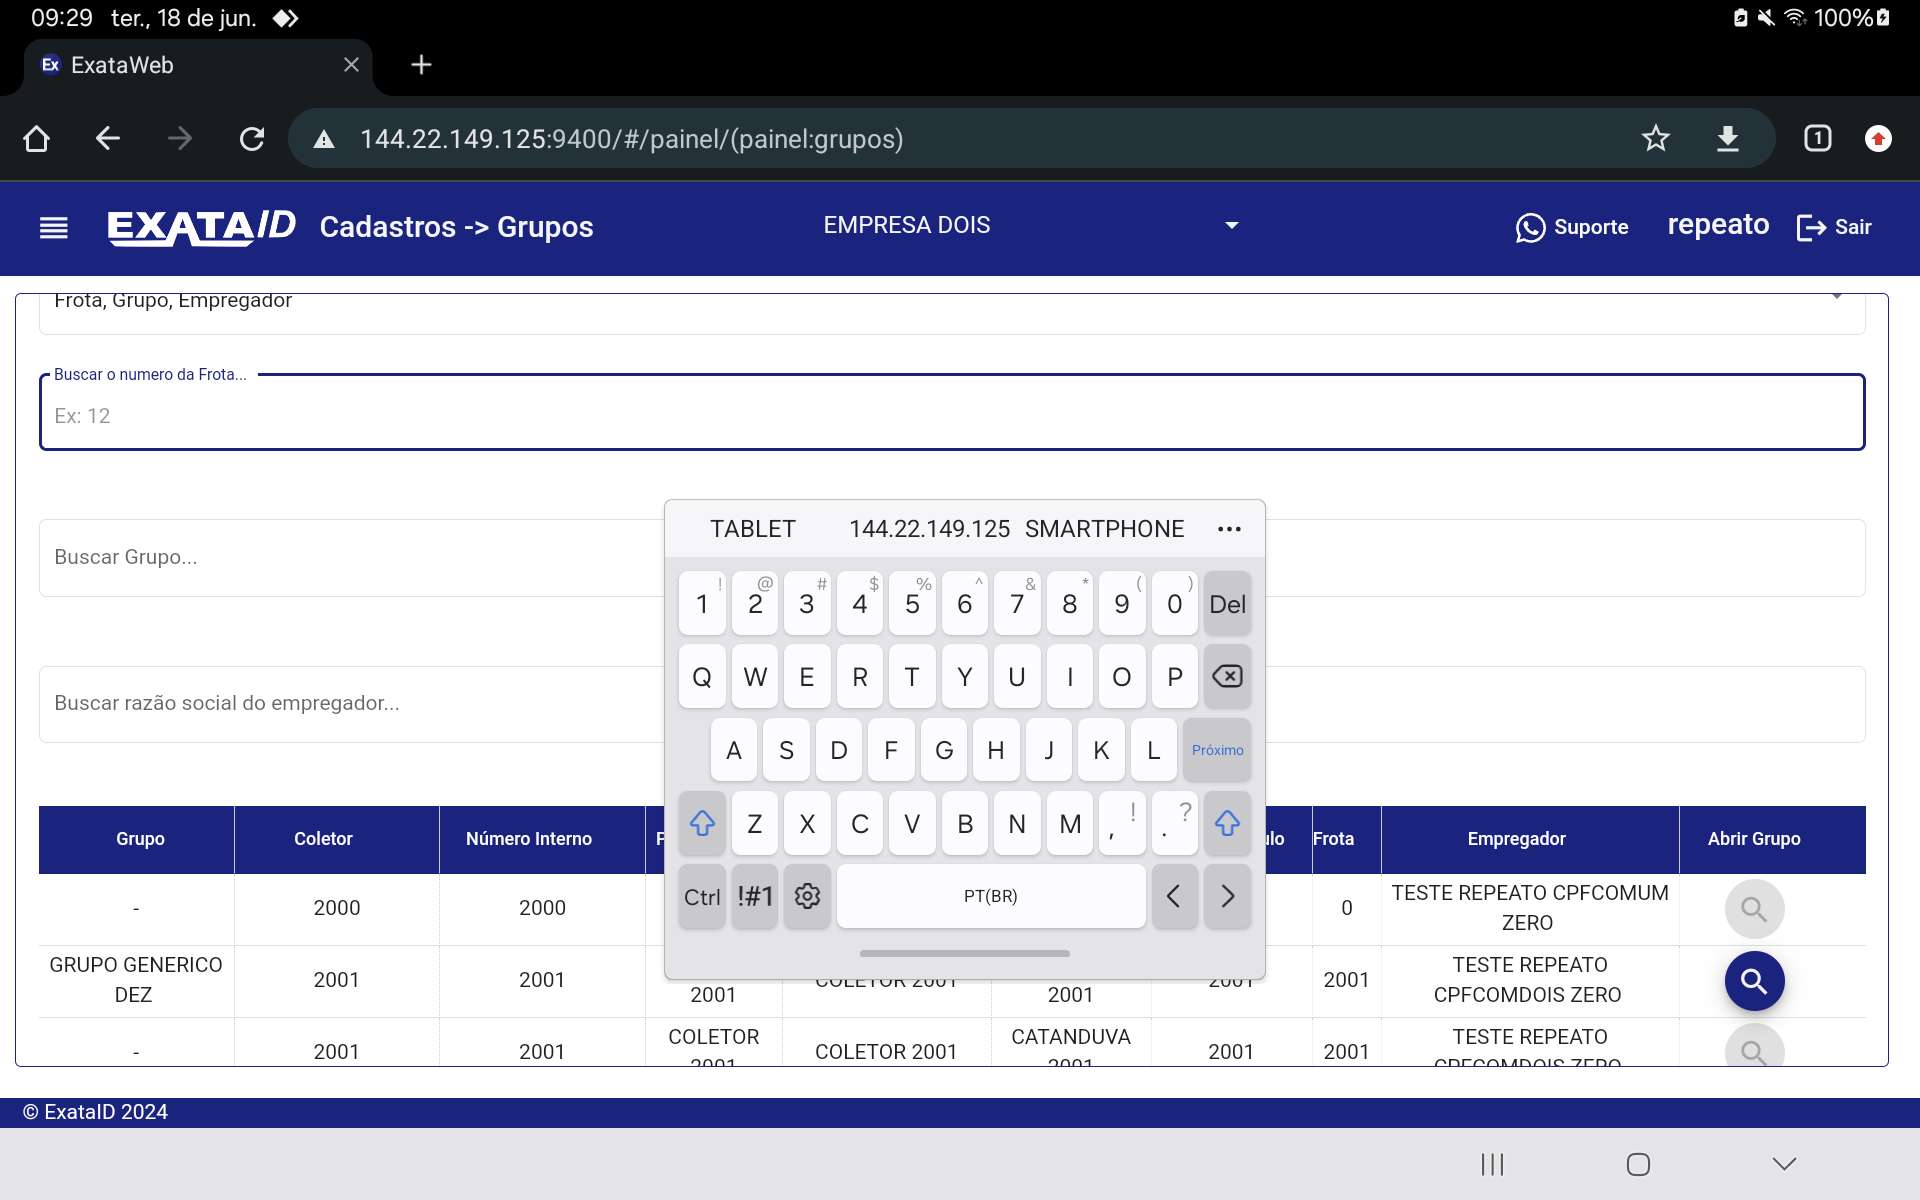 09:29 ter., 18 de jun. 100%
Ex ExataWeb
144.22.149.125:9400/#/painel/(painel:grupos) 1
EXATA/ID Cadastros -> Grupos EMPRESA DOIS Suporte repeato Sair
Frota, Grupo, Empregador
Buscar o numero da Frota...
Ex: 12
TABLET 144.22.149.125 SMARTPHONE ...
Buscar Grupo...
! @ # $ % ^ & * ( )
1 2 3 4 5 6 7 8 9 0 Del
Q W E R T Y U I O P
Buscar razão social do empregador...
A S D F G H J K L Próximo
Z X C V B N M , ! . ?
Grupo Coletor Número Interno Frota Empregador Abrir Grupo
Ctrl !#1 PT(BR)
- 2000 2000 0 TESTE REPEATO CPFCOMUM
ZERO
GRUPO GENERICO
DEZ 2001 2001 2001 COLETOR 2001 2001 2001 2001 TESTE REPEATO
CPFCOMDOIS ZERO
- 2001 2001 COLETOR
2001 COLETOR 2001 CATANDUVA
2001 2001 2001 TESTE REPEATO
CPFCOMDOIS ZERO
© ExataID 2024